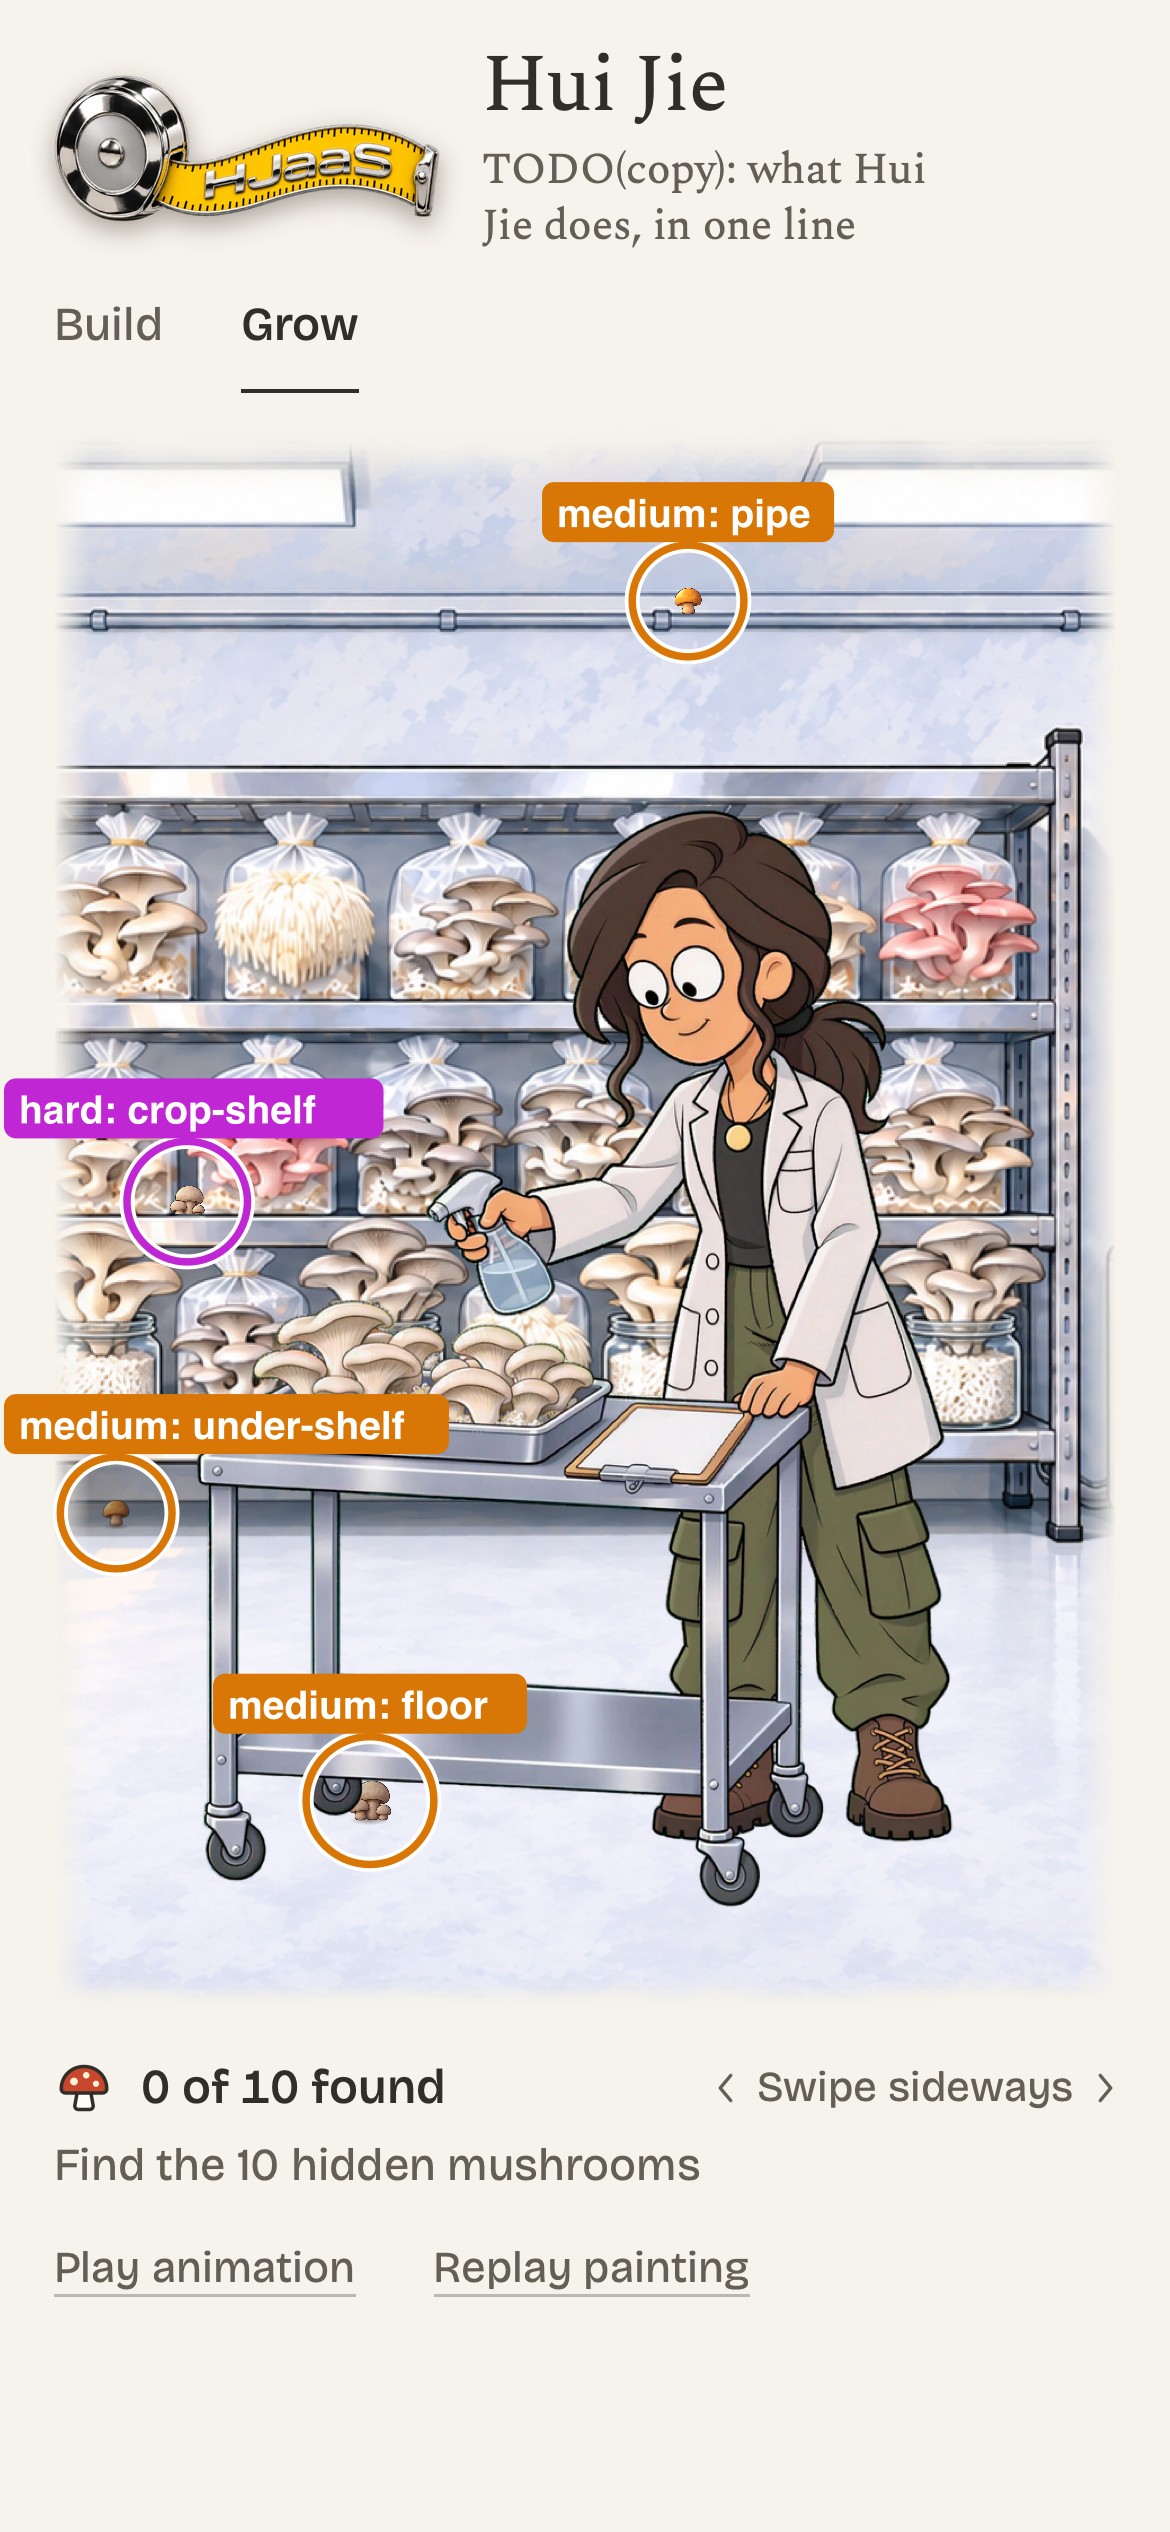 HJaaS
Hui Jie
TODO(copy): what Hui
Jie does, in one line
Build
Grow
medium: pipe
hard: crop-shelf
medium: under-shelf
medium: floor
0 of 10 found
Swipe sideways
Find the 10 hidden mushrooms
Play animation
Replay painting